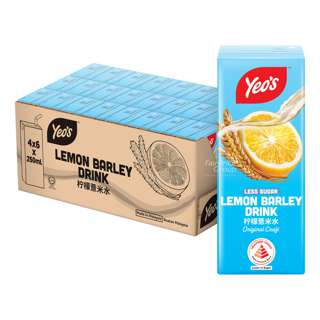 Yeo's
4x6
X
250mL
Yeo's
LEMON BARLEY
DRINK
柠檬薏米水
Yeo's
LESS SUGAR
LEMON BARLEY
DRINK
柠檬薏米水
Original Craft